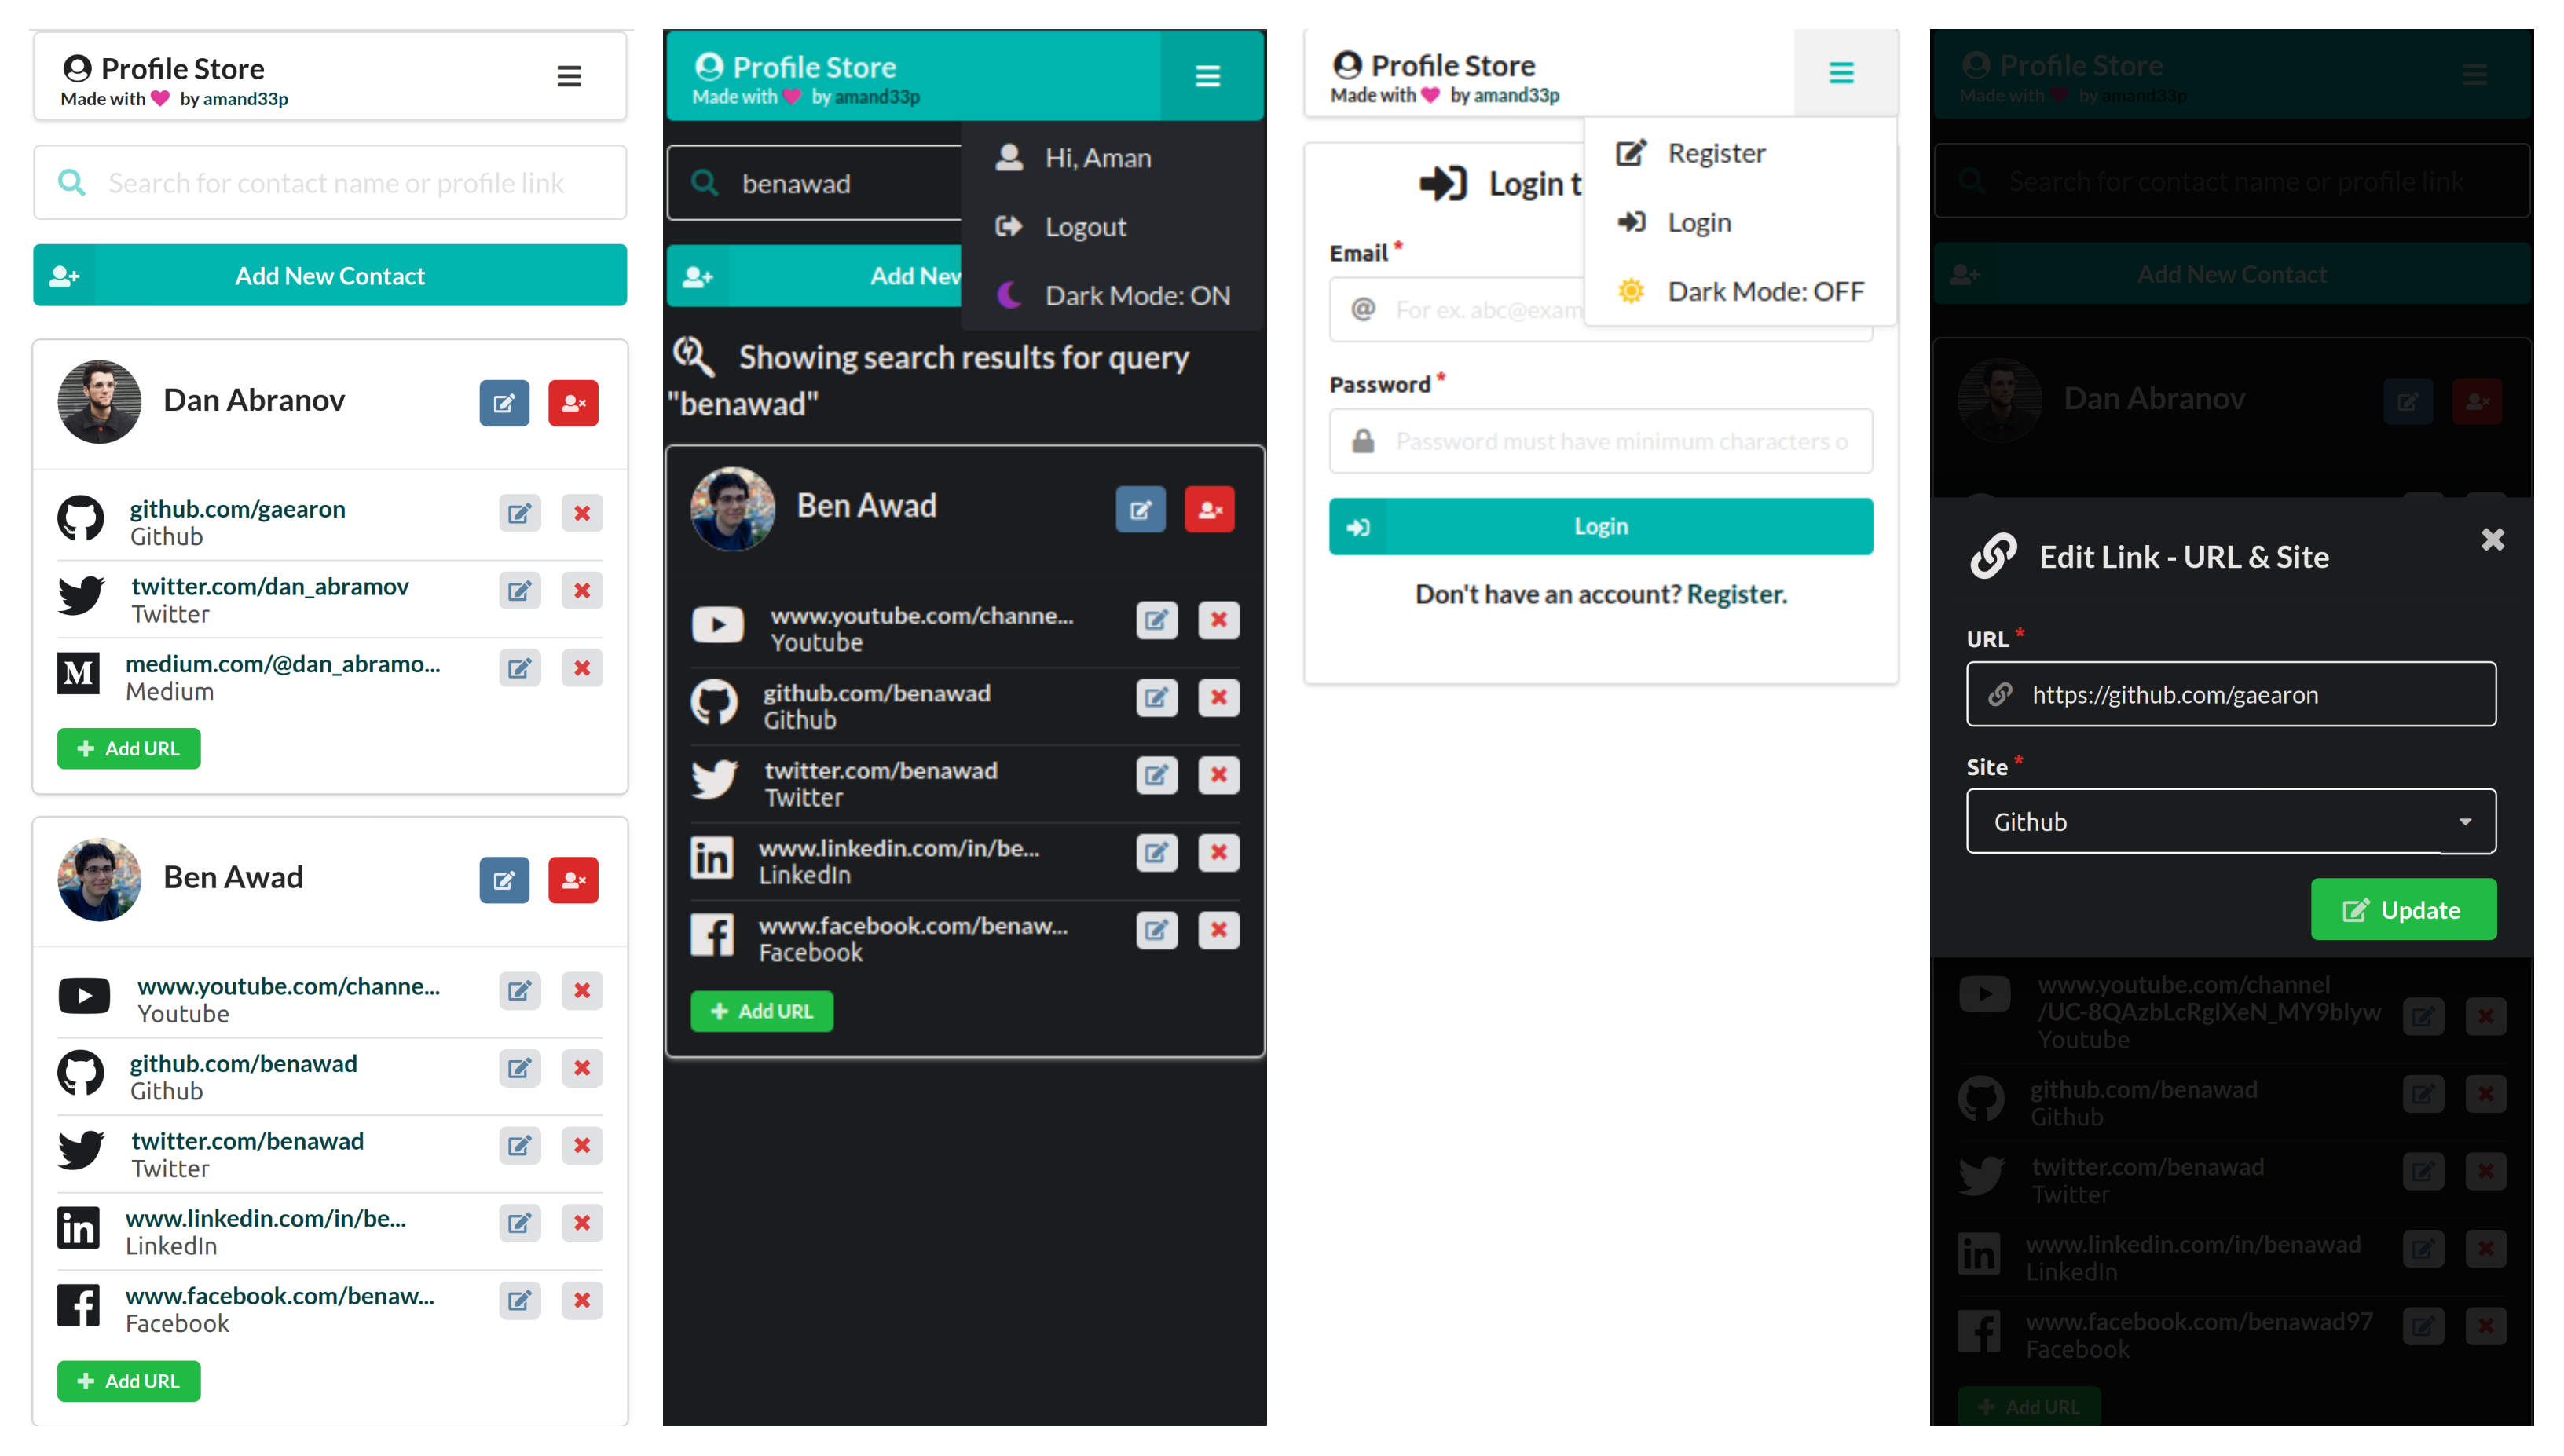 Profile Store
Made with by amand33p
Search for contact name or profile link
Add New Contact
Dan Abranov
github.com/gaearon
Github
twitter.com/dan_abramov
Twitter
medium.com/@dan_abramo...
Medium
Add URL
Ben Awad
www.youtube.com/channe...
Youtube
github.com/benawad
Github
twitter.com/benawad
Twitter
www.linkedin.com/in/be...
LinkedIn
www.facebook.com/benaw...
Facebook
Add URL
Profile Store
Made with by amand33p
benawad
Hi, Aman
Logout
Dark Mode: ON
Add New
Showing search results for query
"benawad"
Ben Awad
www.youtube.com/channe...
Youtube
github.com/benawad
Github
twitter.com/benawad
Twitter
www.linkedin.com/in/be...
LinkedIn
www.facebook.com/benaw...
Facebook
Add URL
Profile Store
Made with by amand33p
Register
Login
Dark Mode: OFF
Login t
Email *
For ex. abc@exam
Password *
Password must have minimum characters o
Login
Don't have an account? Register.
Profile Store
Made with by amand33p
Search for contact name or profile link
Add New Contact
Dan Abranov
Edit Link - URL & Site
URL *
https://github.com/gaearon
Site *
Github
Update
www.youtube.com/channel
/UC-8QAzbLcRglXeN_MY9blyw
Youtube
github.com/benawad
Github
twitter.com/benawad
Twitter
www.linkedin.com/in/benawad
LinkedIn
www.facebook.com/benawad97
Facebook
Add URL